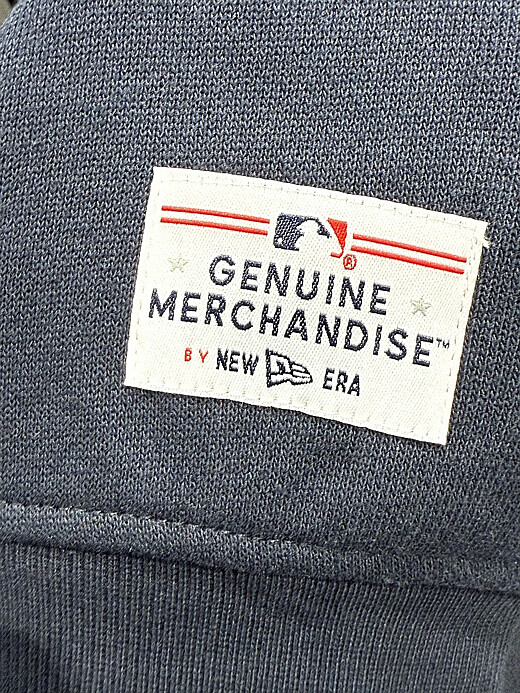 ®
GENUINE
MERCHANDISE™
BY NEW ERA